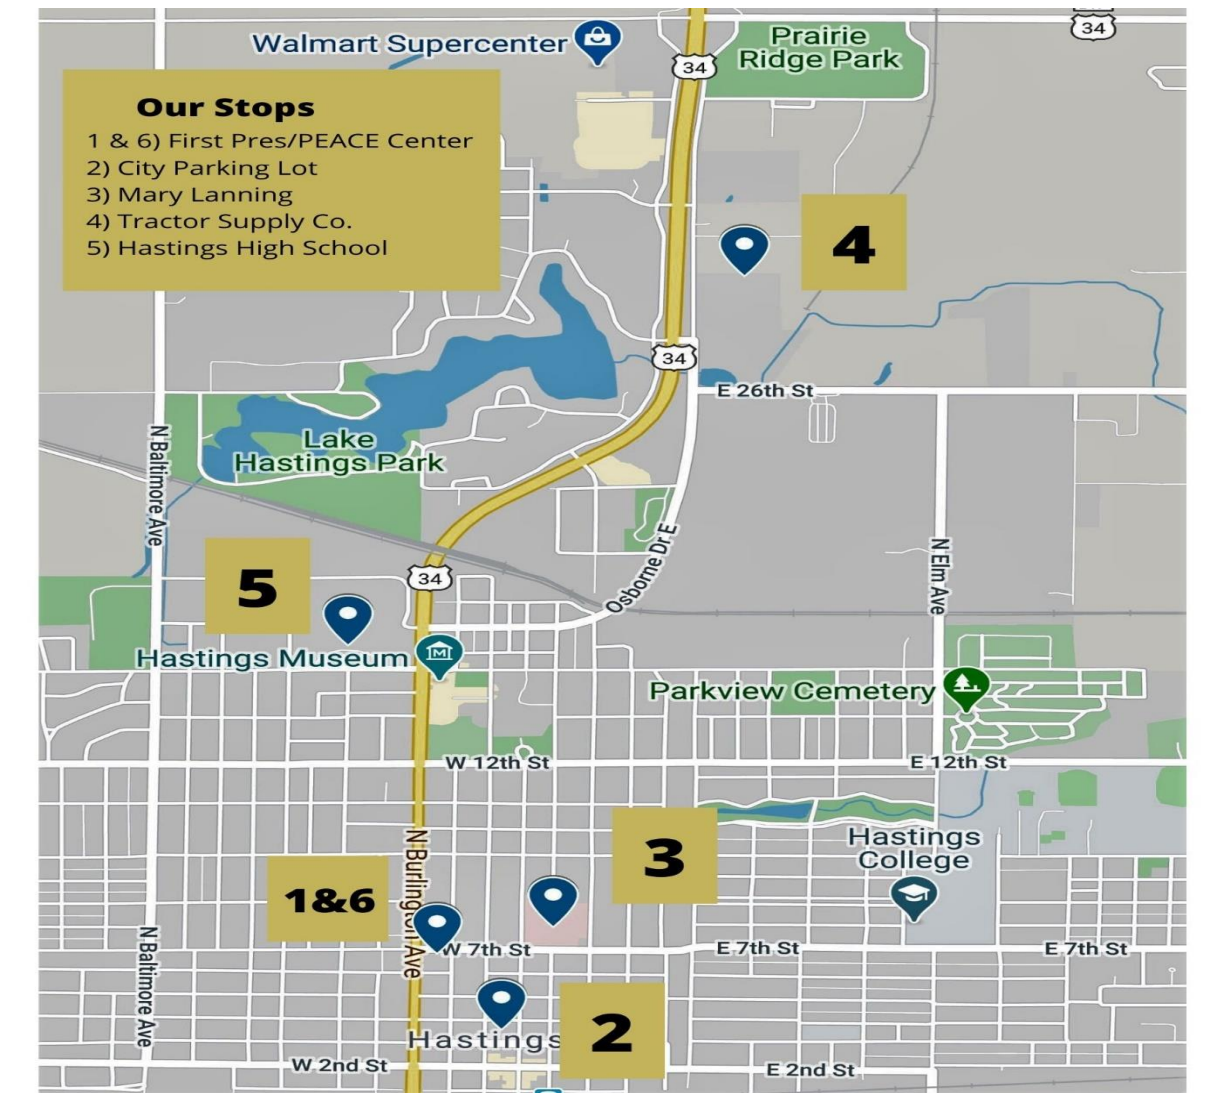 Walmart Supercenter
34
Prairie
Ridge Park
34
Our Stops
1 & 6) First Pres/PEACE Center
2) City Parking Lot
3) Mary Lanning
4) Tractor Supply Co.
5) Hastings High School
4
34
E 26th St
N Baltimore Ave
Lake
Hastings Park
Osborne Dr E
N Elm Ave
5
34
Hastings Museum
M
Parkview Cemetery
W 12th St
E 12th St
3
Hastings
College
1&6
N Burlington Ave
W 7th St
E 7th St
E 7th St
N Baltimore Ave
2
Hastings
W 2nd St
E 2nd St